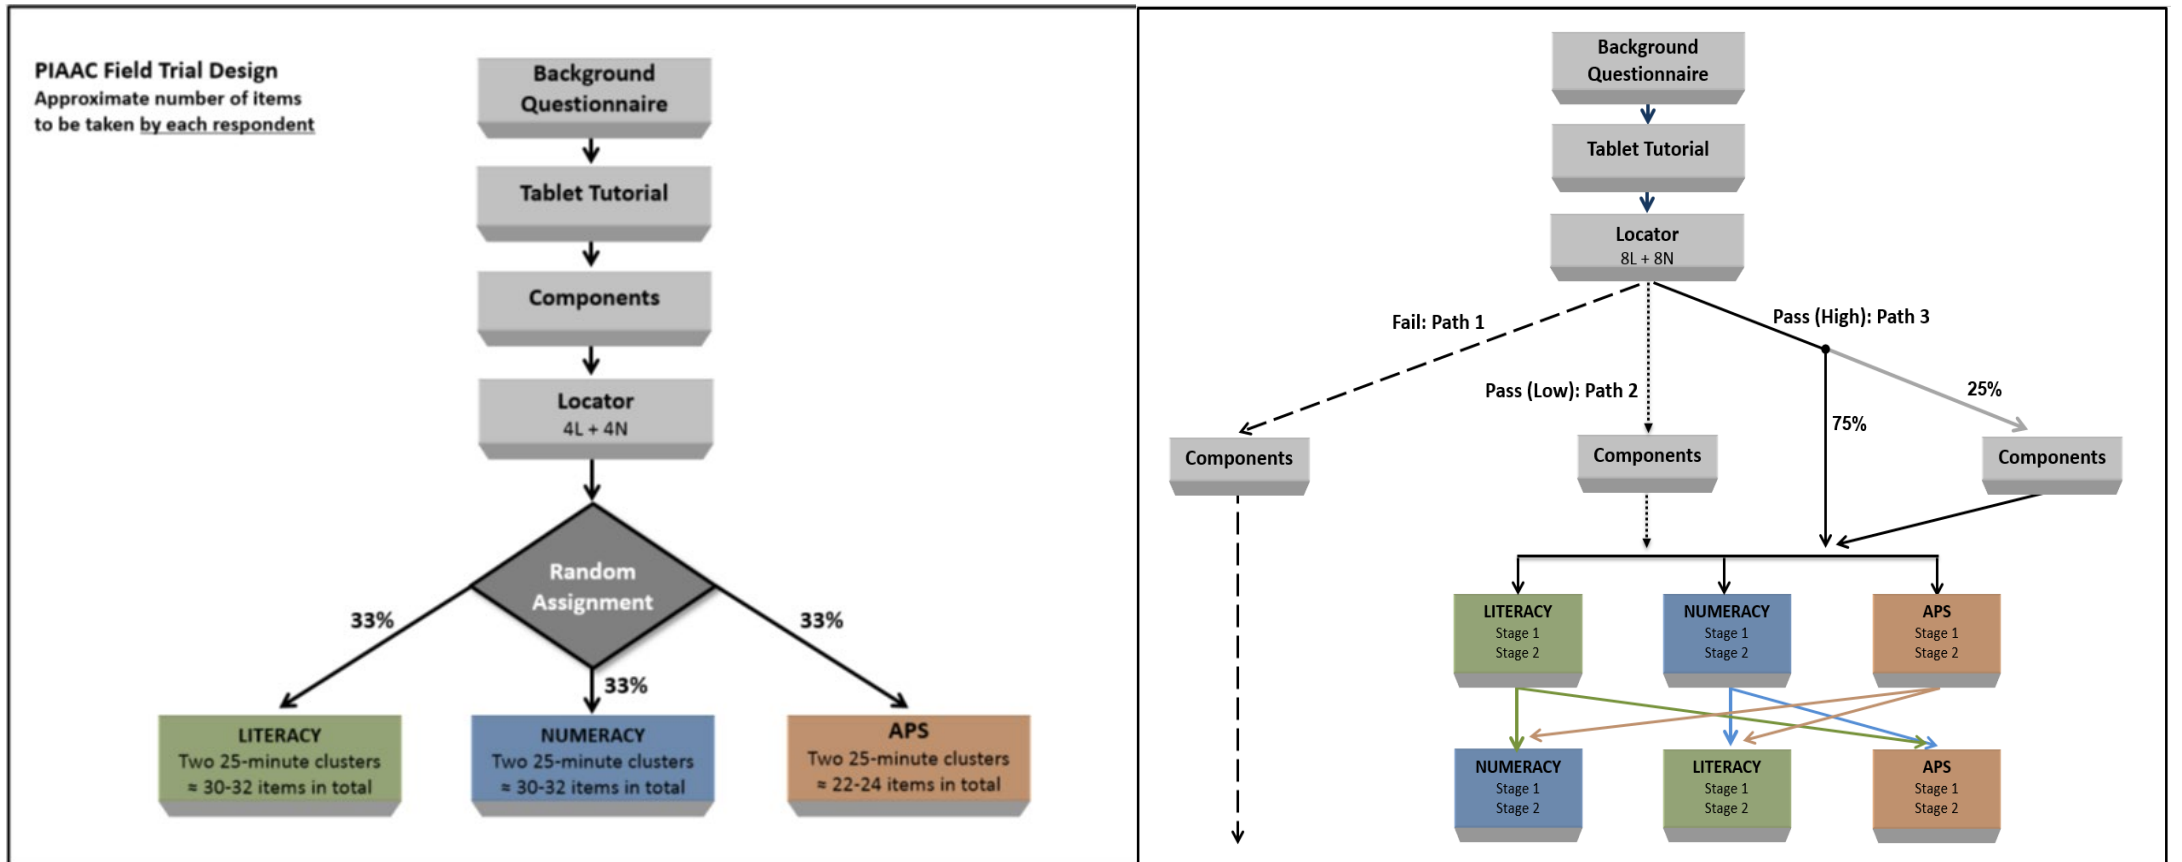 PIAAC Field Trial Design
Approximate number of items
to be taken by each respondent
Background
Questionnaire
Tablet Tutorial
Components
Locator
4L + 4N
Random
Assignment
33%
33%
33%
LITERACY
Two 25-minute clusters
≈ 30-32 items in total
NUMERACY
Two 25-minute clusters
≈ 30-32 items in total
APS
Two 25-minute clusters
≈ 22-24 items in total
Background
Questionnaire
Tablet Tutorial
Locator
8L + 8N
Fail: Path 1
Pass (High): Path 3
Pass (Low): Path 2
25%
75%
Components
Components
Components
LITERACY
Stage 1
Stage 2
NUMERACY
Stage 1
Stage 2
APS
Stage 1
Stage 2
NUMERACY
Stage 1
Stage 2
LITERACY
Stage 1
Stage 2
APS
Stage 1
Stage 2